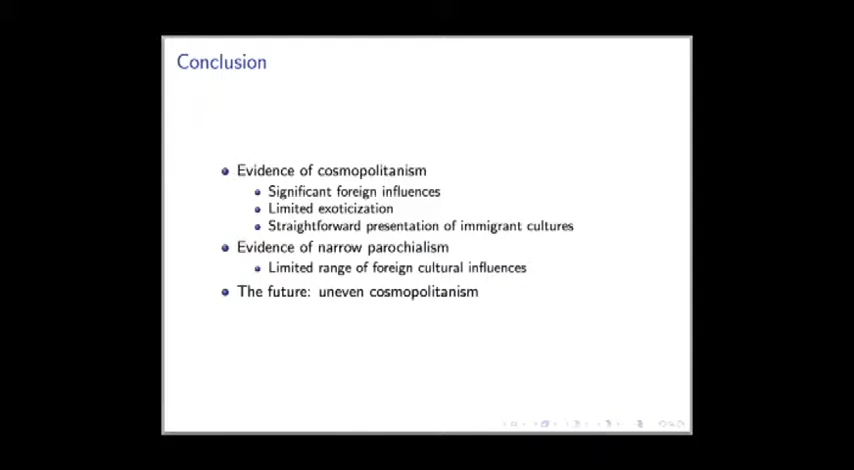 Conclusion
Evidence of cosmopolitanism
Significant foreign influences
Limited exoticization
Straightforward presentation of immigrant cultures
Evidence of narrow parochialism
Limited range of foreign cultural influences
The future: uneven cosmopolitanism